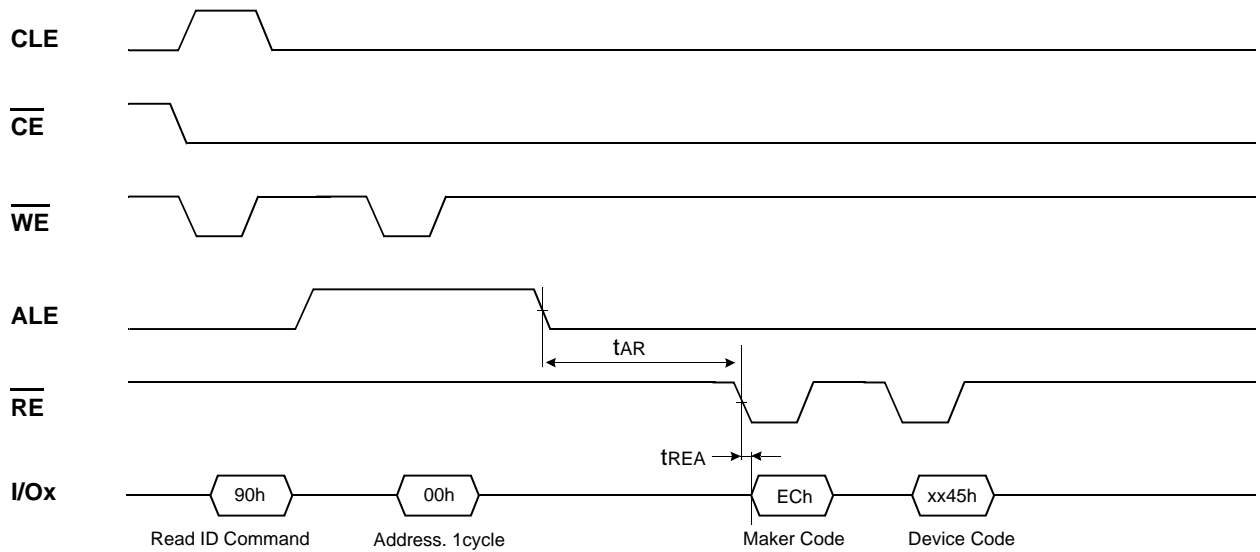 CLE
CE
WE
ALE
tAR
RE
tREA
I/Ox
90h
00h
ECh
xx45h
Read ID Command
Address. 1cycle
Maker Code
Device Code